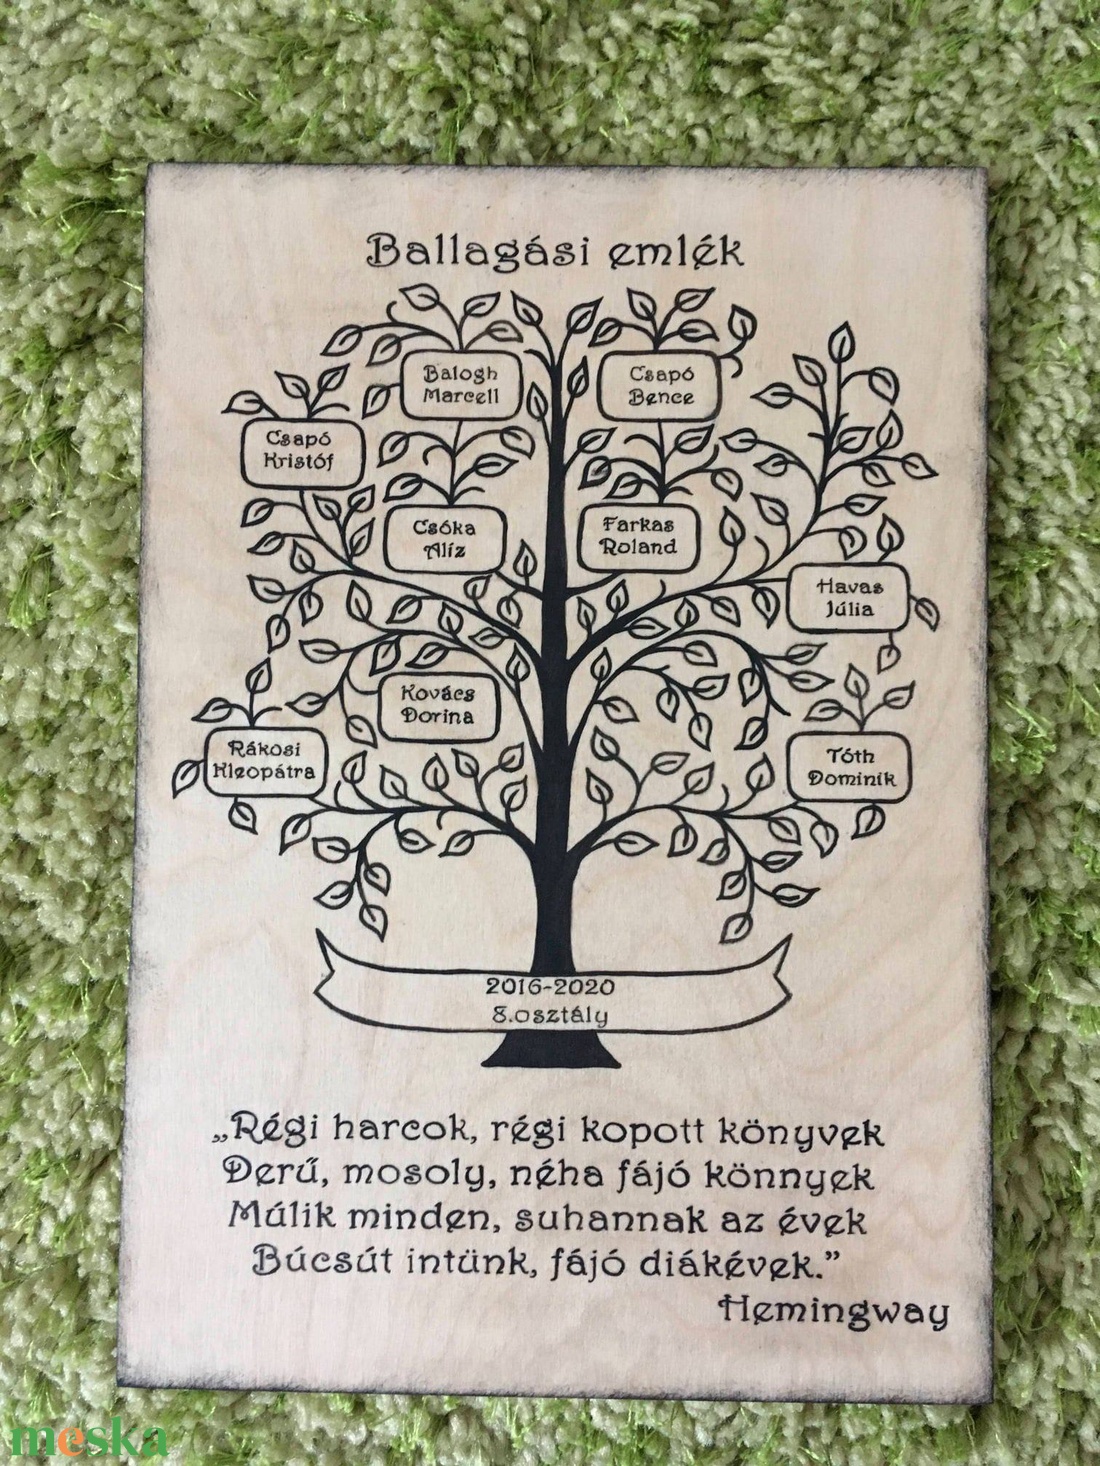 Ballagási emlék
Balogh
Marcell
Csapó
Bence
Csapó
Kristóf
Csóka
Alíz
Farkas
Roland
Havas
Júlia
Kovács
Dorina
Rákosi
Kleopátra
Tóth
Dominik
2016-2020
8.osztály
„Régi harcok, régi kopott könyvek
Derű, mosoly, néha fájó könnyek
Múlik minden, suhannak az évek
Búcsút intünk, fájó diákévek.”
Hemingway
meska